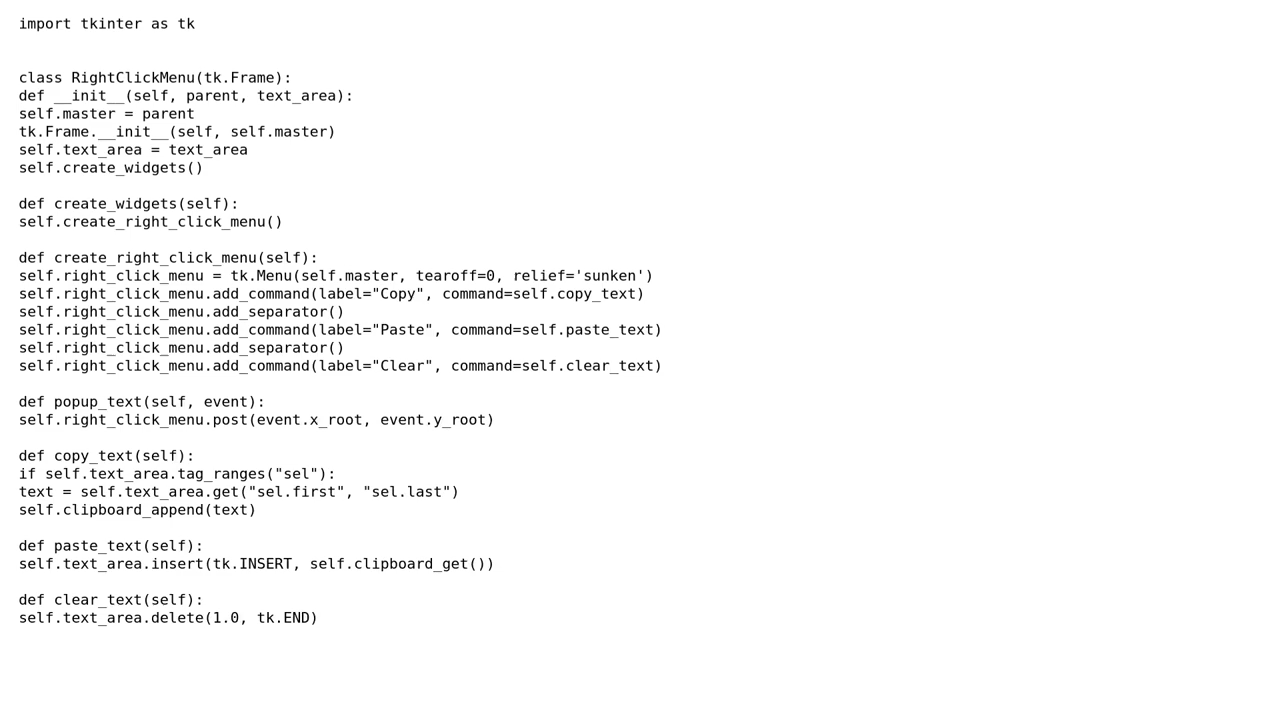 import tkinter as tk
class RightClickMenu(tk.Frame):
def __init__(self, parent, text_area):
self.master = parent
tk.Frame.__init__(self, self.master)
self.text_area = text_area
self.create_widgets()
def create_widgets(self):
self.create_right_click_menu()
def create_right_click_menu(self):
self.right_click_menu = tk.Menu(self.master, tearoff=0, relief='sunken')
self.right_click_menu.add_command(label="Copy", command=self.copy_text)
self.right_click_menu.add_separator()
self.right_click_menu.add_command(label="Paste", command=self.paste_text)
self.right_click_menu.add_separator()
self.right_click_menu.add_command(label="Clear", command=self.clear_text)
def popup_text(self, event):
self.right_click_menu.post(event.x_root, event.y_root)
def copy_text(self):
if self.text_area.tag_ranges("sel"):
text = self.text_area.get("sel.first", "sel.last")
self.clipboard_append(text)
def paste_text(self):
self.text_area.insert(tk.INSERT, self.clipboard_get())
def clear_text(self):
self.text_area.delete(1.0, tk.END)